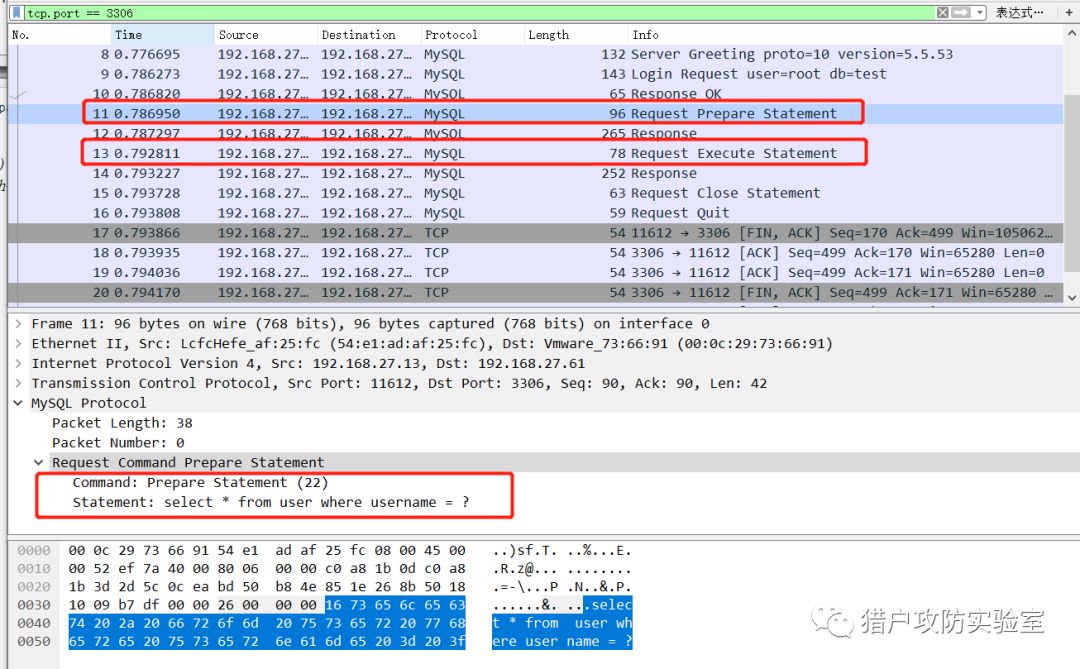 tcp.port == 3306 表达式… +
No. Time Source Destination Protocol Length Info
8 0.776695 192.168.27… 192.168.27… MySQL 132 Server Greeting proto=10 version=5.5.53
9 0.786273 192.168.27… 192.168.27… MySQL 143 Login Request user=root db=test
10 0.786820 192.168.27… 192.168.27… MySQL 65 Response OK
11 0.786950 192.168.27… 192.168.27… MySQL 96 Request Prepare Statement
12 0.787297 192.168.27… 192.168.27… MySQL 265 Response
13 0.792811 192.168.27… 192.168.27… MySQL 78 Request Execute Statement
14 0.793227 192.168.27… 192.168.27… MySQL 252 Response
15 0.793728 192.168.27… 192.168.27… MySQL 63 Request Close Statement
16 0.793808 192.168.27… 192.168.27… MySQL 59 Request Quit
17 0.793866 192.168.27… 192.168.27… TCP 54 11612 → 3306 [FIN, ACK] Seq=170 Ack=499 Win=105062…
18 0.793935 192.168.27… 192.168.27… TCP 54 3306 → 11612 [ACK] Seq=499 Ack=170 Win=65280 Len=0
19 0.794036 192.168.27… 192.168.27… TCP 54 3306 → 11612 [ACK] Seq=499 Ack=171 Win=65280 Len=0
20 0.794170 192.168.27… 192.168.27… TCP 54 3306 → 11612 [FIN, ACK] Seq=499 Ack=171 Win=65280 …
Frame 11: 96 bytes on wire (768 bits), 96 bytes captured (768 bits) on interface 0
Ethernet II, Src: LcfcHefe_af:25:fc (54:e1:ad:af:25:fc), Dst: Vmware_73:66:91 (00:0c:29:73:66:91)
Internet Protocol Version 4, Src: 192.168.27.13, Dst: 192.168.27.61
Transmission Control Protocol, Src Port: 11612, Dst Port: 3306, Seq: 90, Ack: 90, Len: 42
MySQL Protocol
Packet Length: 38
Packet Number: 0
Request Command Prepare Statement
Command: Prepare Statement (22)
Statement: select * from user where username = ?
0000 00 0c 29 73 66 91 54 e1 ad af 25 fc 08 00 45 00 ..)sf.T. ..%...E.
0010 00 52 ef 7a 40 00 80 06 00 00 c0 a8 1b 0d c0 a8 .R.z@... ........
0020 1b 3d 2d 5c 0c ea bd 50 b8 4e 85 1e 26 8b 50 18 .=-\...P .N..&.P.
0030 10 09 b7 df 00 00 26 00 00 00 16 73 65 6c 65 63 ......&. ...selec
0040 74 20 2a 20 66 72 6f 6d 20 75 73 65 72 20 77 68 t * from user wh
0050 65 72 65 20 75 73 65 72 6e 61 6d 65 20 3d 20 3f ere user name = ?
猎户攻防实验室